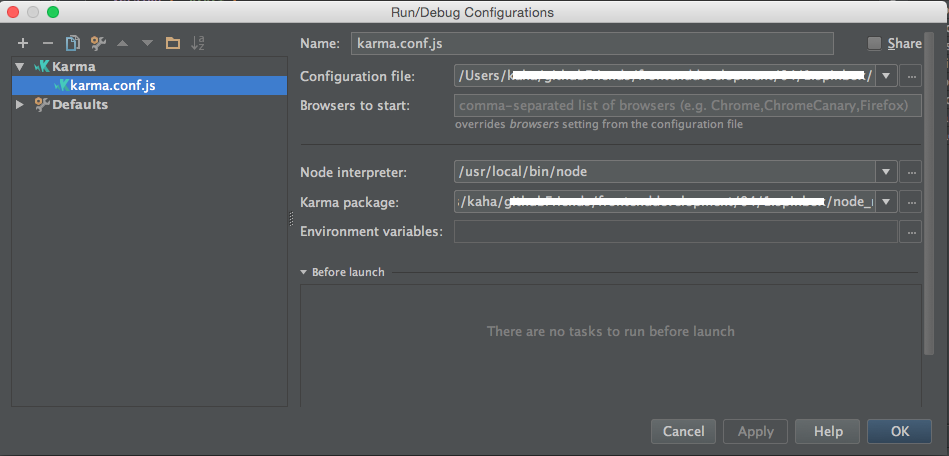 Run/Debug Configurations
Name: karma.conf.js Share
Karma
karma.conf.js
Defaults
Configuration file: /Users/
Browsers to start: comma-separated list of browsers (e.g. Chrome,ChromeCanary,Firefox)
overrides browsers setting from the configuration file
Node interpreter: /usr/local/bin/node
Karma package: /kaha/ /node_
Environment variables:
Before launch
There are no tasks to run before launch
Cancel Apply Help OK